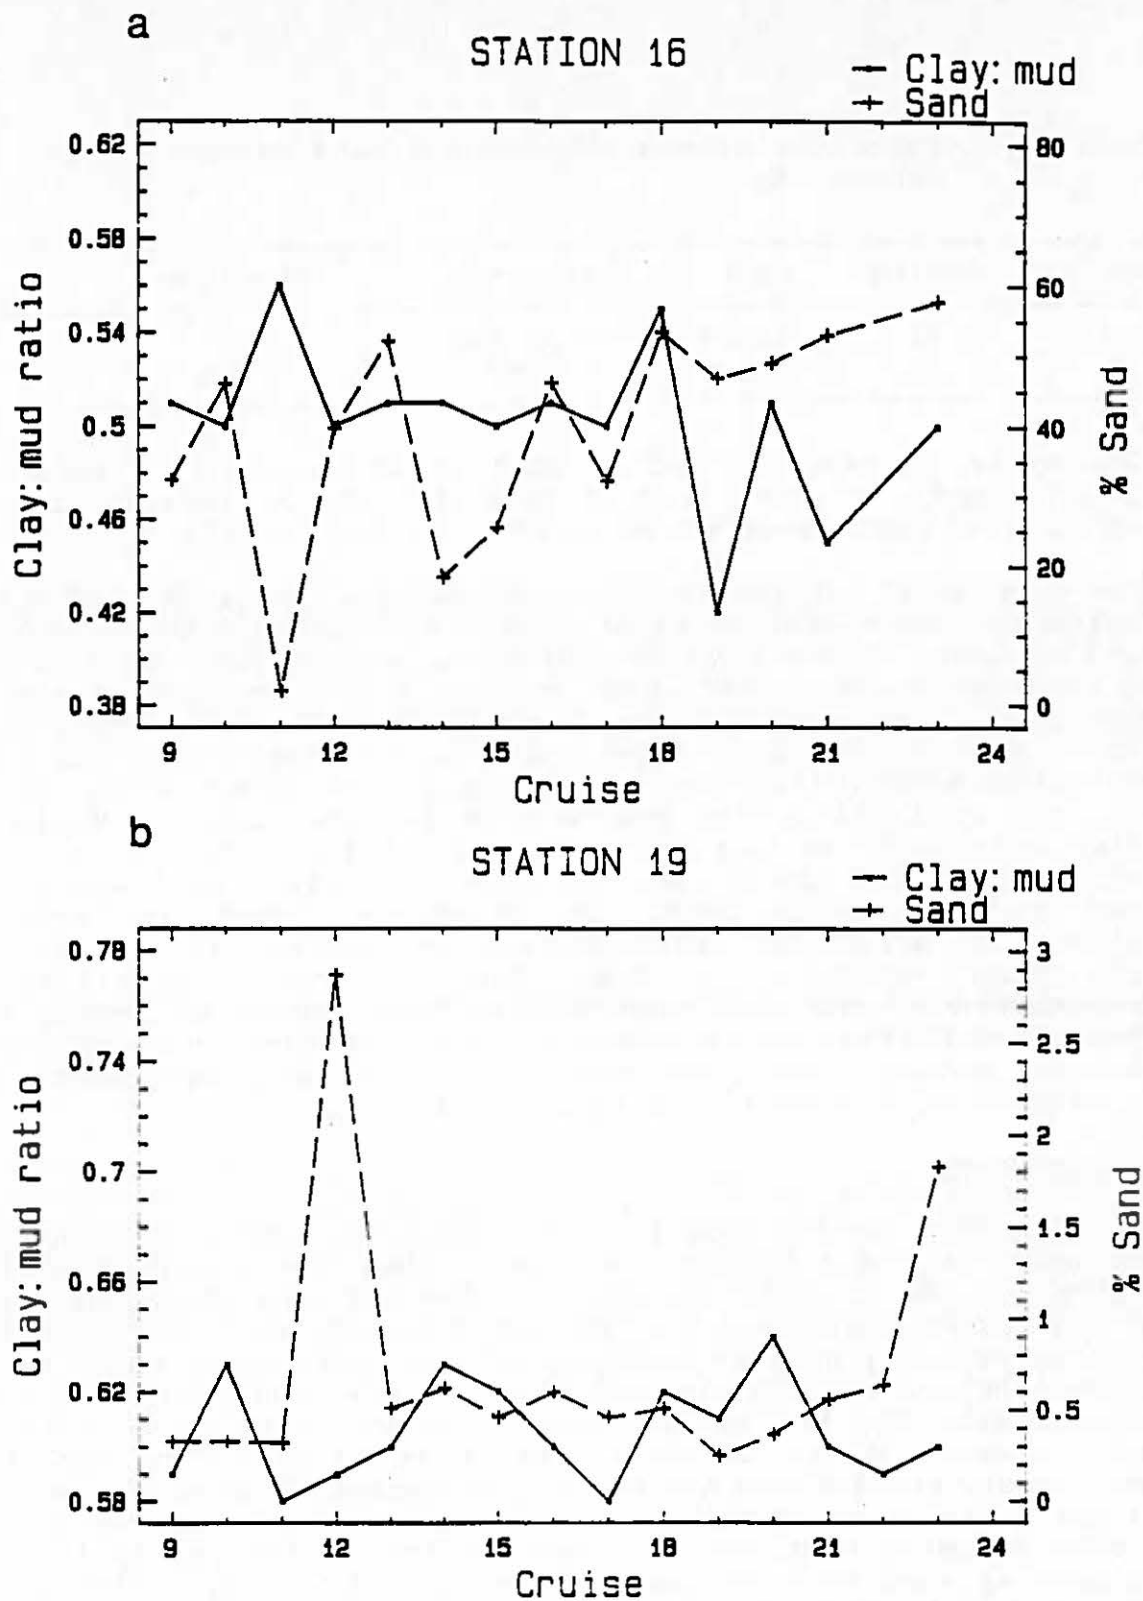 a
STATION 16
Clay: mud
Sand
0.62
0.58
0.54
0.5
0.46
0.42
0.38
Clay: mud ratio
80
60
40
20
0
% Sand
9
12
15
18
21
24
Cruise
b
STATION 19
Clay: mud
Sand
0.78
0.74
0.7
0.66
0.62
0.58
Clay: mud ratio
3
2.5
2
1.5
1
0.5
0
% Sand
9
12
15
18
21
24
Cruise